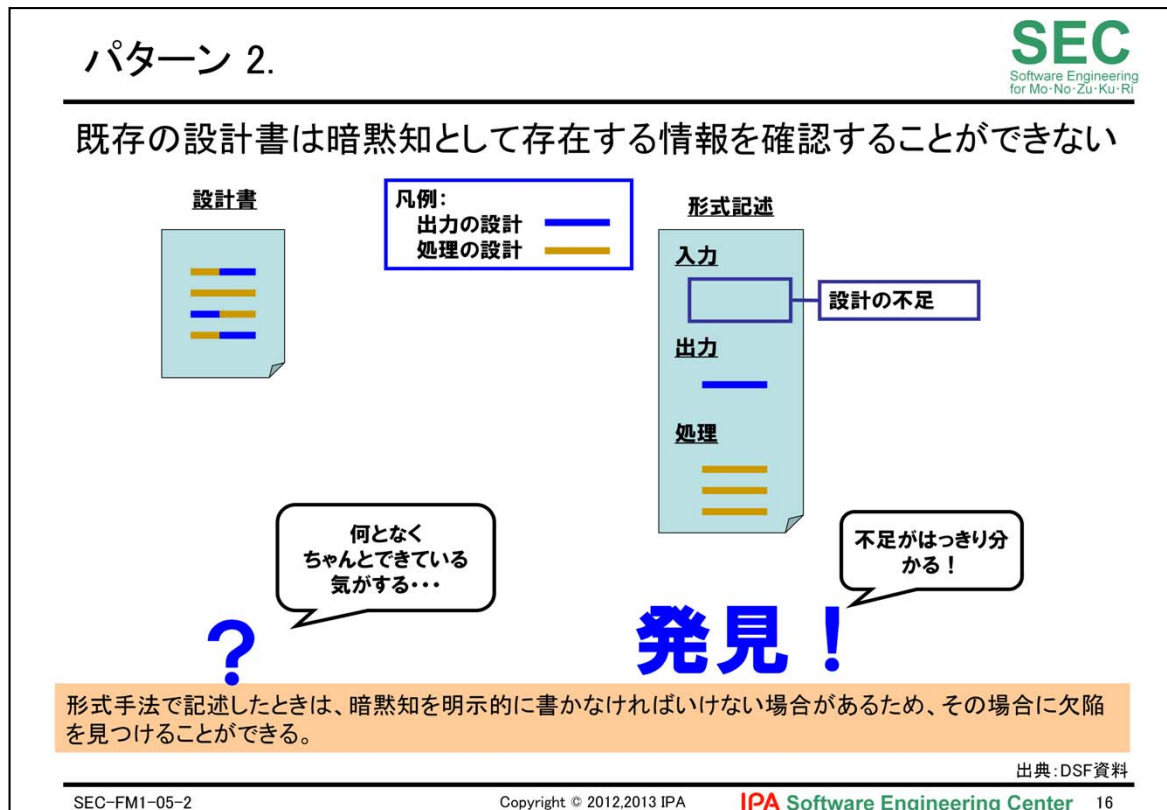 パターン 2.
SEC
Software Engineering
for Mo・No・Zu・Ku・Ri
既存の設計書は暗黙知として存在する情報を確認することができない
設計書
凡例:
出力の設計
処理の設計
形式記述
入力
設計の不足
出力
処理
何となく
ちゃんとできている
気がする・・・
不足がはっきり分
かる！
？
発見！
形式手法で記述したときは、暗黙知を明示的に書かなければいけない場合があるため、その場合に欠陥
を見つけることができる。
出典:DSF資料
SEC-FM1-05-2
Copyright © 2012,2013 IPA
IPA Software Engineering Center
16